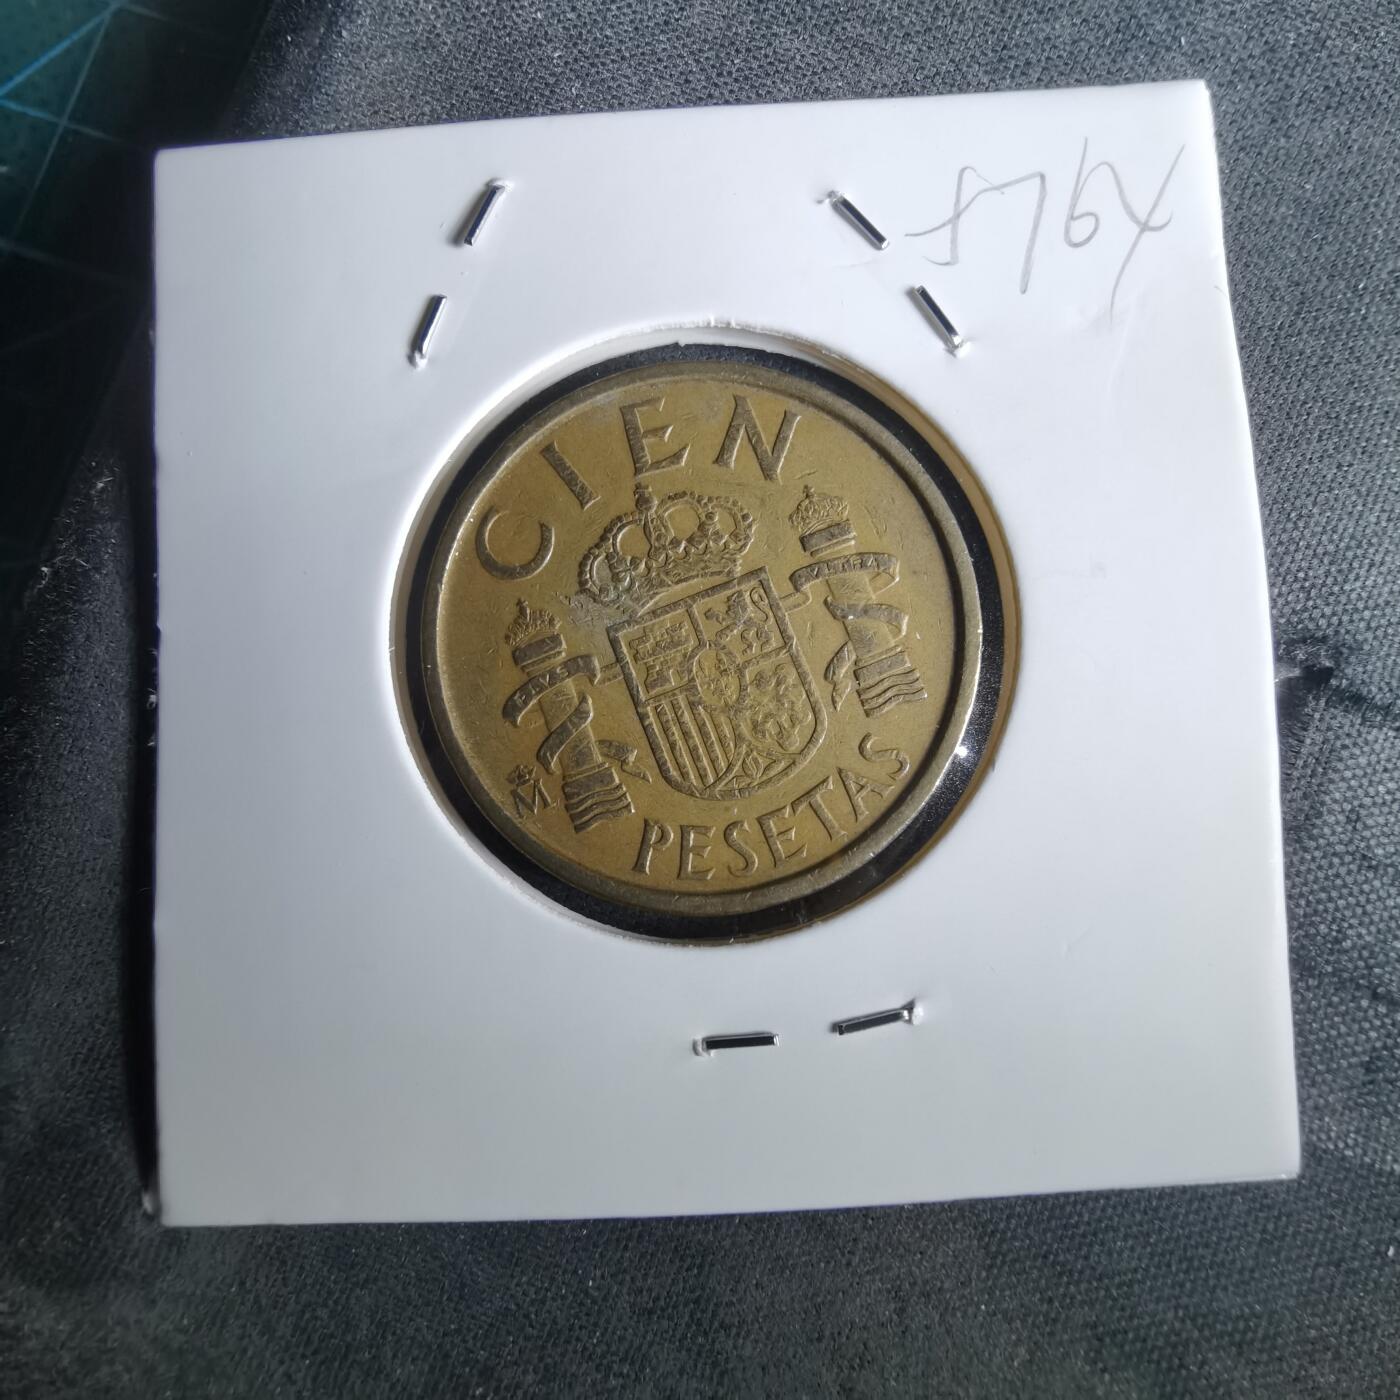 5764
CIEN
PLVS
VLTRA
M
PESETAS